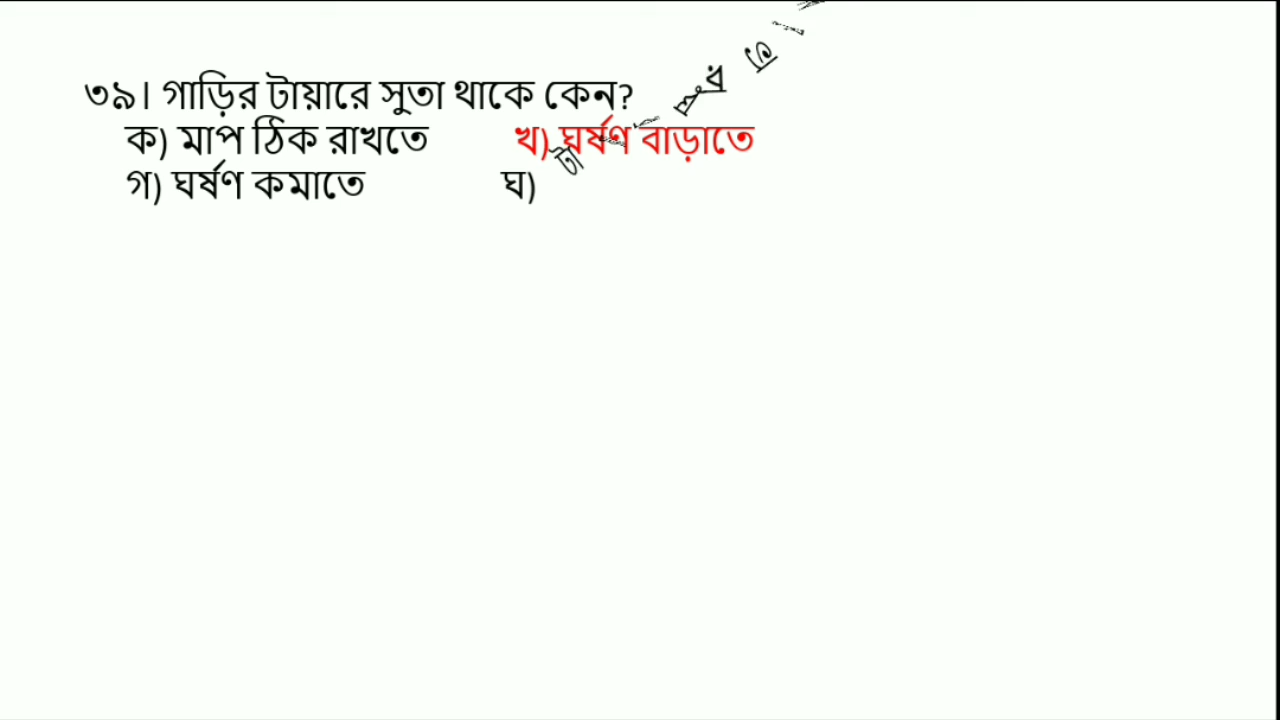 ৩৯। গাড়ির টায়ারে সুতা থাকে কেন?
ক) মাপ ঠিক রাখতে খ) ঘর্ষণ বাড়াতে
গ) ঘর্ষণ কমাতে ঘ)